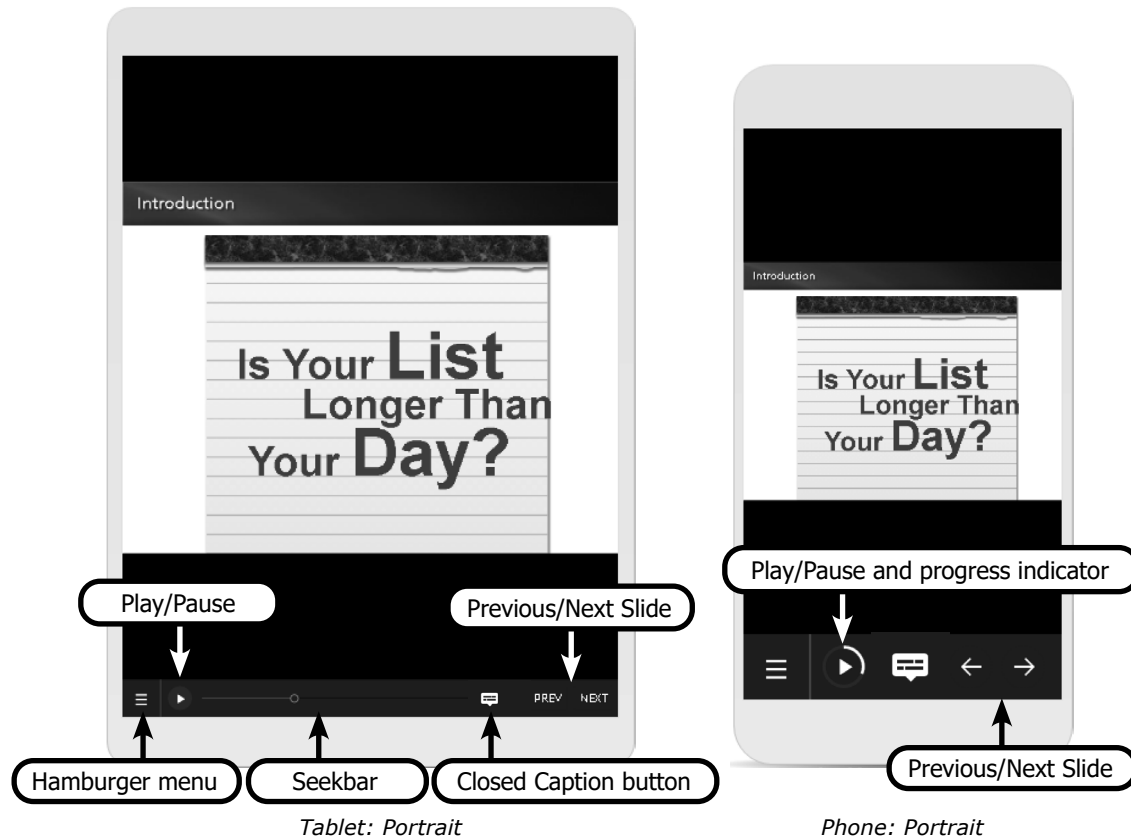 Introduction
Is Your List
Longer Than
Your Day?
Play/Pause
Previous/Next Slide
PREV NEXT
Hamburger menu
Seekbar
Closed Caption button
Tablet: Portrait
Introduction
Is Your List
Longer Than
Your Day?
Play/Pause and progress indicator
Previous/Next Slide
Phone: Portrait